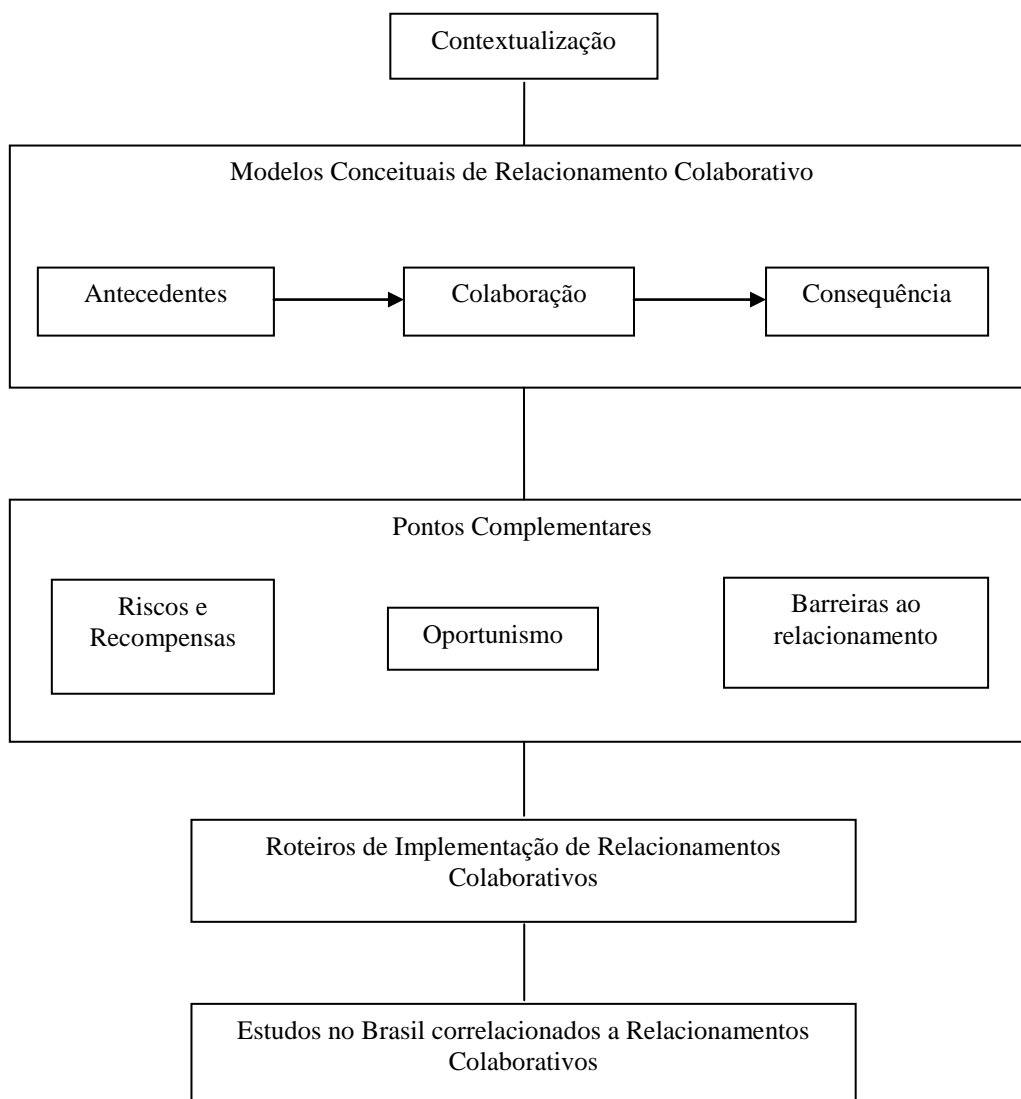 Contextualização
Modelos Conceituais de Relacionamento Colaborativo
Antecedentes
Colaboração
Consequência
Pontos Complementares
Riscos e
Recompensas
Oportunismo
Barreiras ao
relacionamento
Roteiros de Implementação de Relacionamentos
Colaborativos
Estudos no Brasil correlacionados a Relacionamentos
Colaborativos